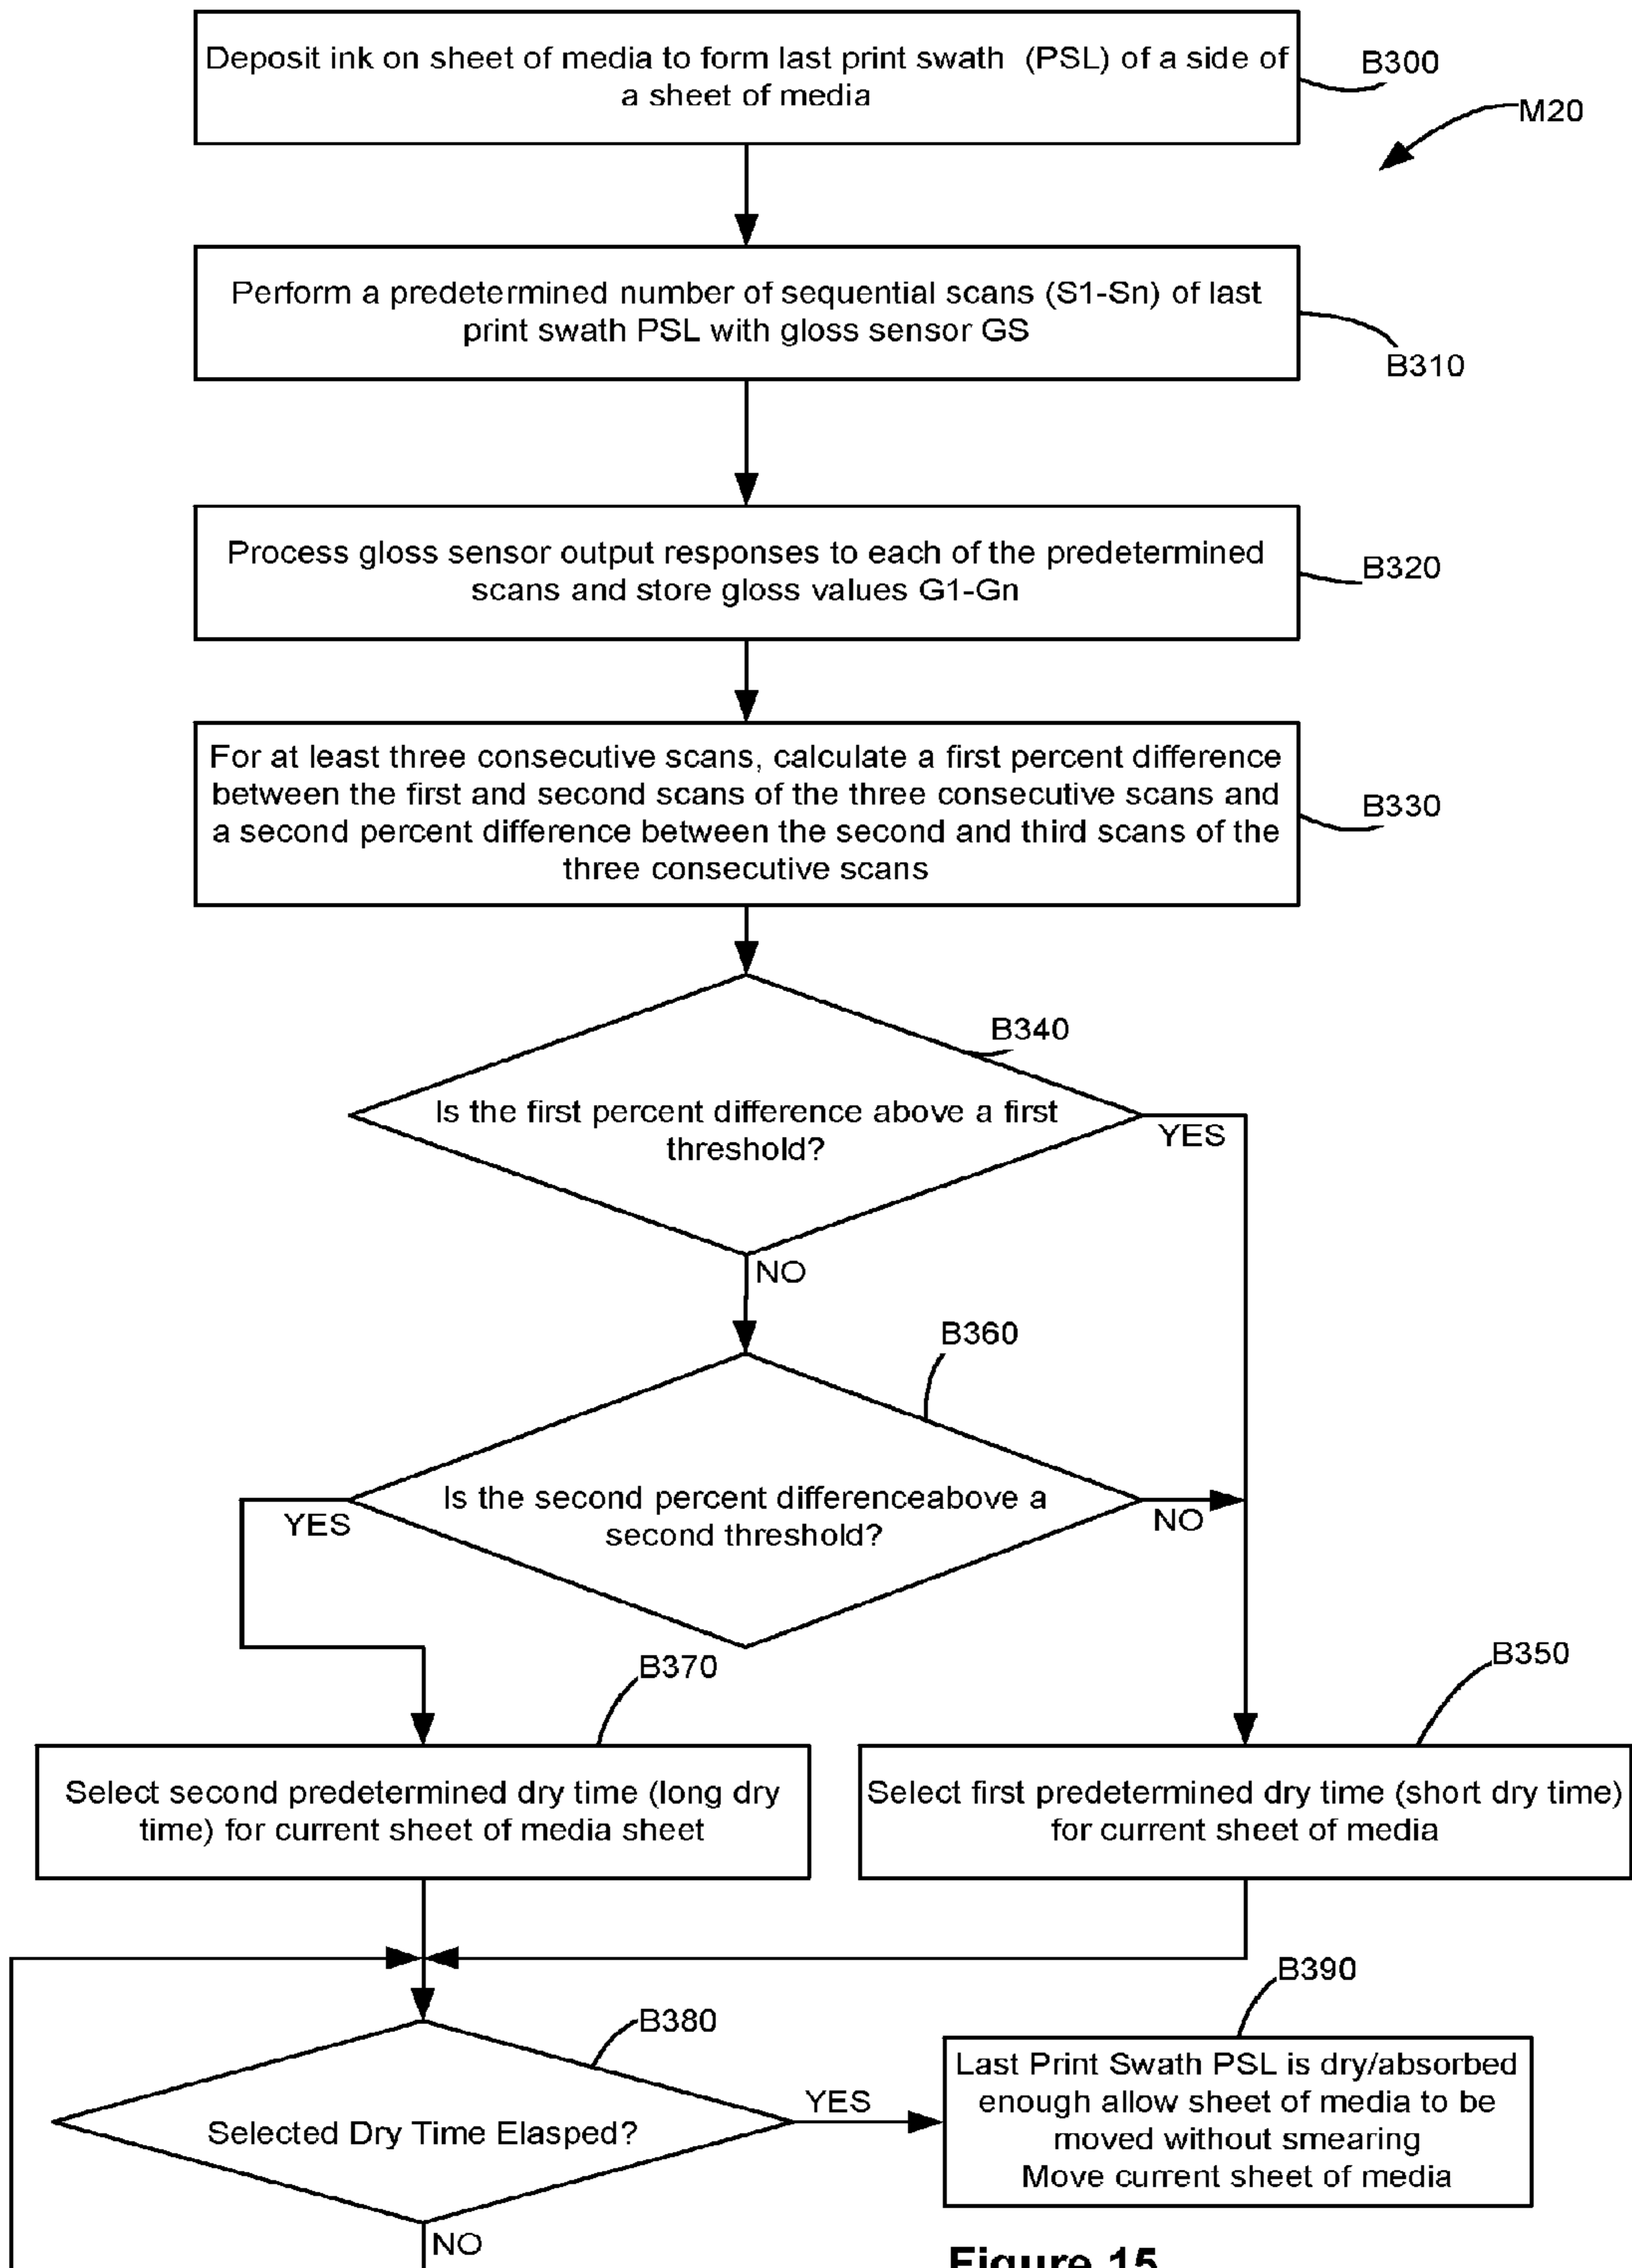 Deposit ink on sheet of media to form last print swath (PSL) of a side of
a sheet of media
B300
M20
Perform a predetermined number of sequential scans (S1-Sn) of last
print swath PSL with gloss sensor GS
B310
Process gloss sensor output responses to each of the predetermined
scans and store gloss values G1-Gn
B320
For at least three consecutive scans, calculate a first percent difference
between the first and second scans of the three consecutive scans and
a second percent difference between the second and third scans of the
three consecutive scans
B330
B340
Is the first percent difference above a first
threshold?
YES
NO
B360
Is the second percent differenceabove a
second threshold?
YES
NO
B370
B350
Select second predetermined dry time (long dry
time) for current sheet of media sheet
Select first predetermined dry time (short dry time)
for current sheet of media
B390
B380
Selected Dry Time Elasped?
YES
Last Print Swath PSL is dry/absorbed
enough allow sheet of media to be
moved without smearing
Move current sheet of media
NO
Figure 15